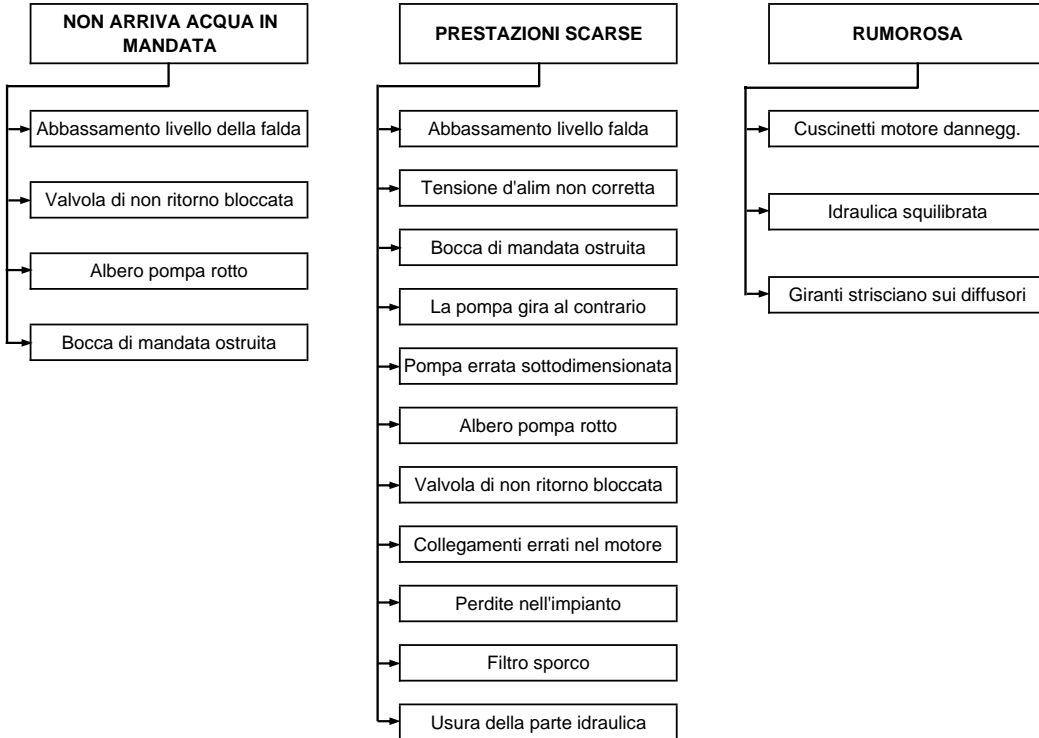 NON ARRIVA ACQUA IN
MANDATA
Abbassamento livello della falda
Valvola di non ritorno bloccata
Albero pompa rotto
Bocca di mandata ostruita
PRESTAZIONI SCARSE
Abbassamento livello falda
Tensione d'alim non corretta
Bocca di mandata ostruita
La pompa gira al contrario
Pompa errata sottodimensionata
Albero pompa rotto
Valvola di non ritorno bloccata
Collegamenti errati nel motore
Perdite nell'impianto
Filtro sporco
Usura della parte idraulica
RUMOROSA
Cuscinetti motore dannegg.
Idraulica squilibrata
Giranti strisciano sui diffusori